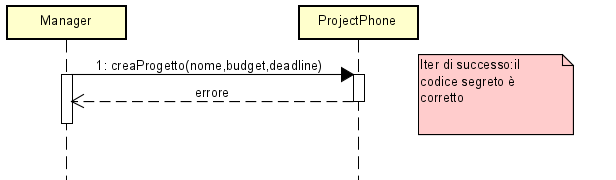 Manager
ProjectPhone
1: creaProgetto(nome,budget,deadline)
errore
Iter di successo:il
codice segreto è
corretto